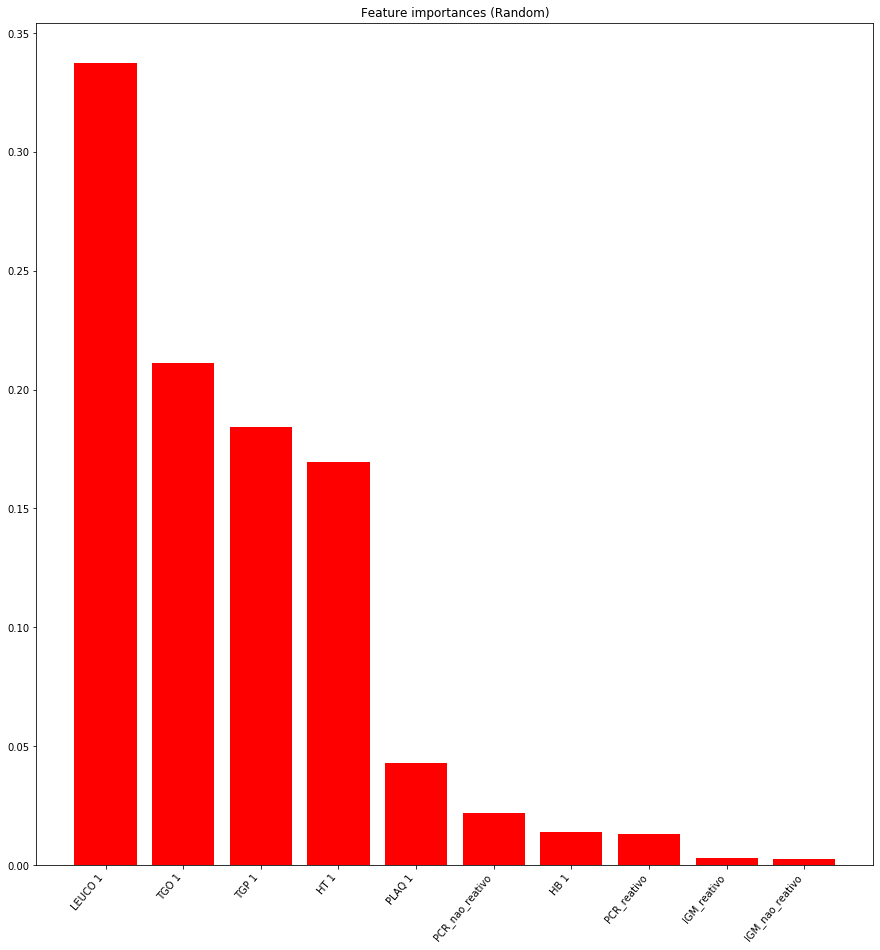 Feature importances (Random)
0.35
0.30
0.25
0.20
0.15
0.10
0.05
0.00
LEUCO 1
TGO 1
TGP 1
HT 1
PLAQ 1
PCR_nao_reativo
HB 1
PCR_reativo
IGM_reativo
IGM_nao_reativo